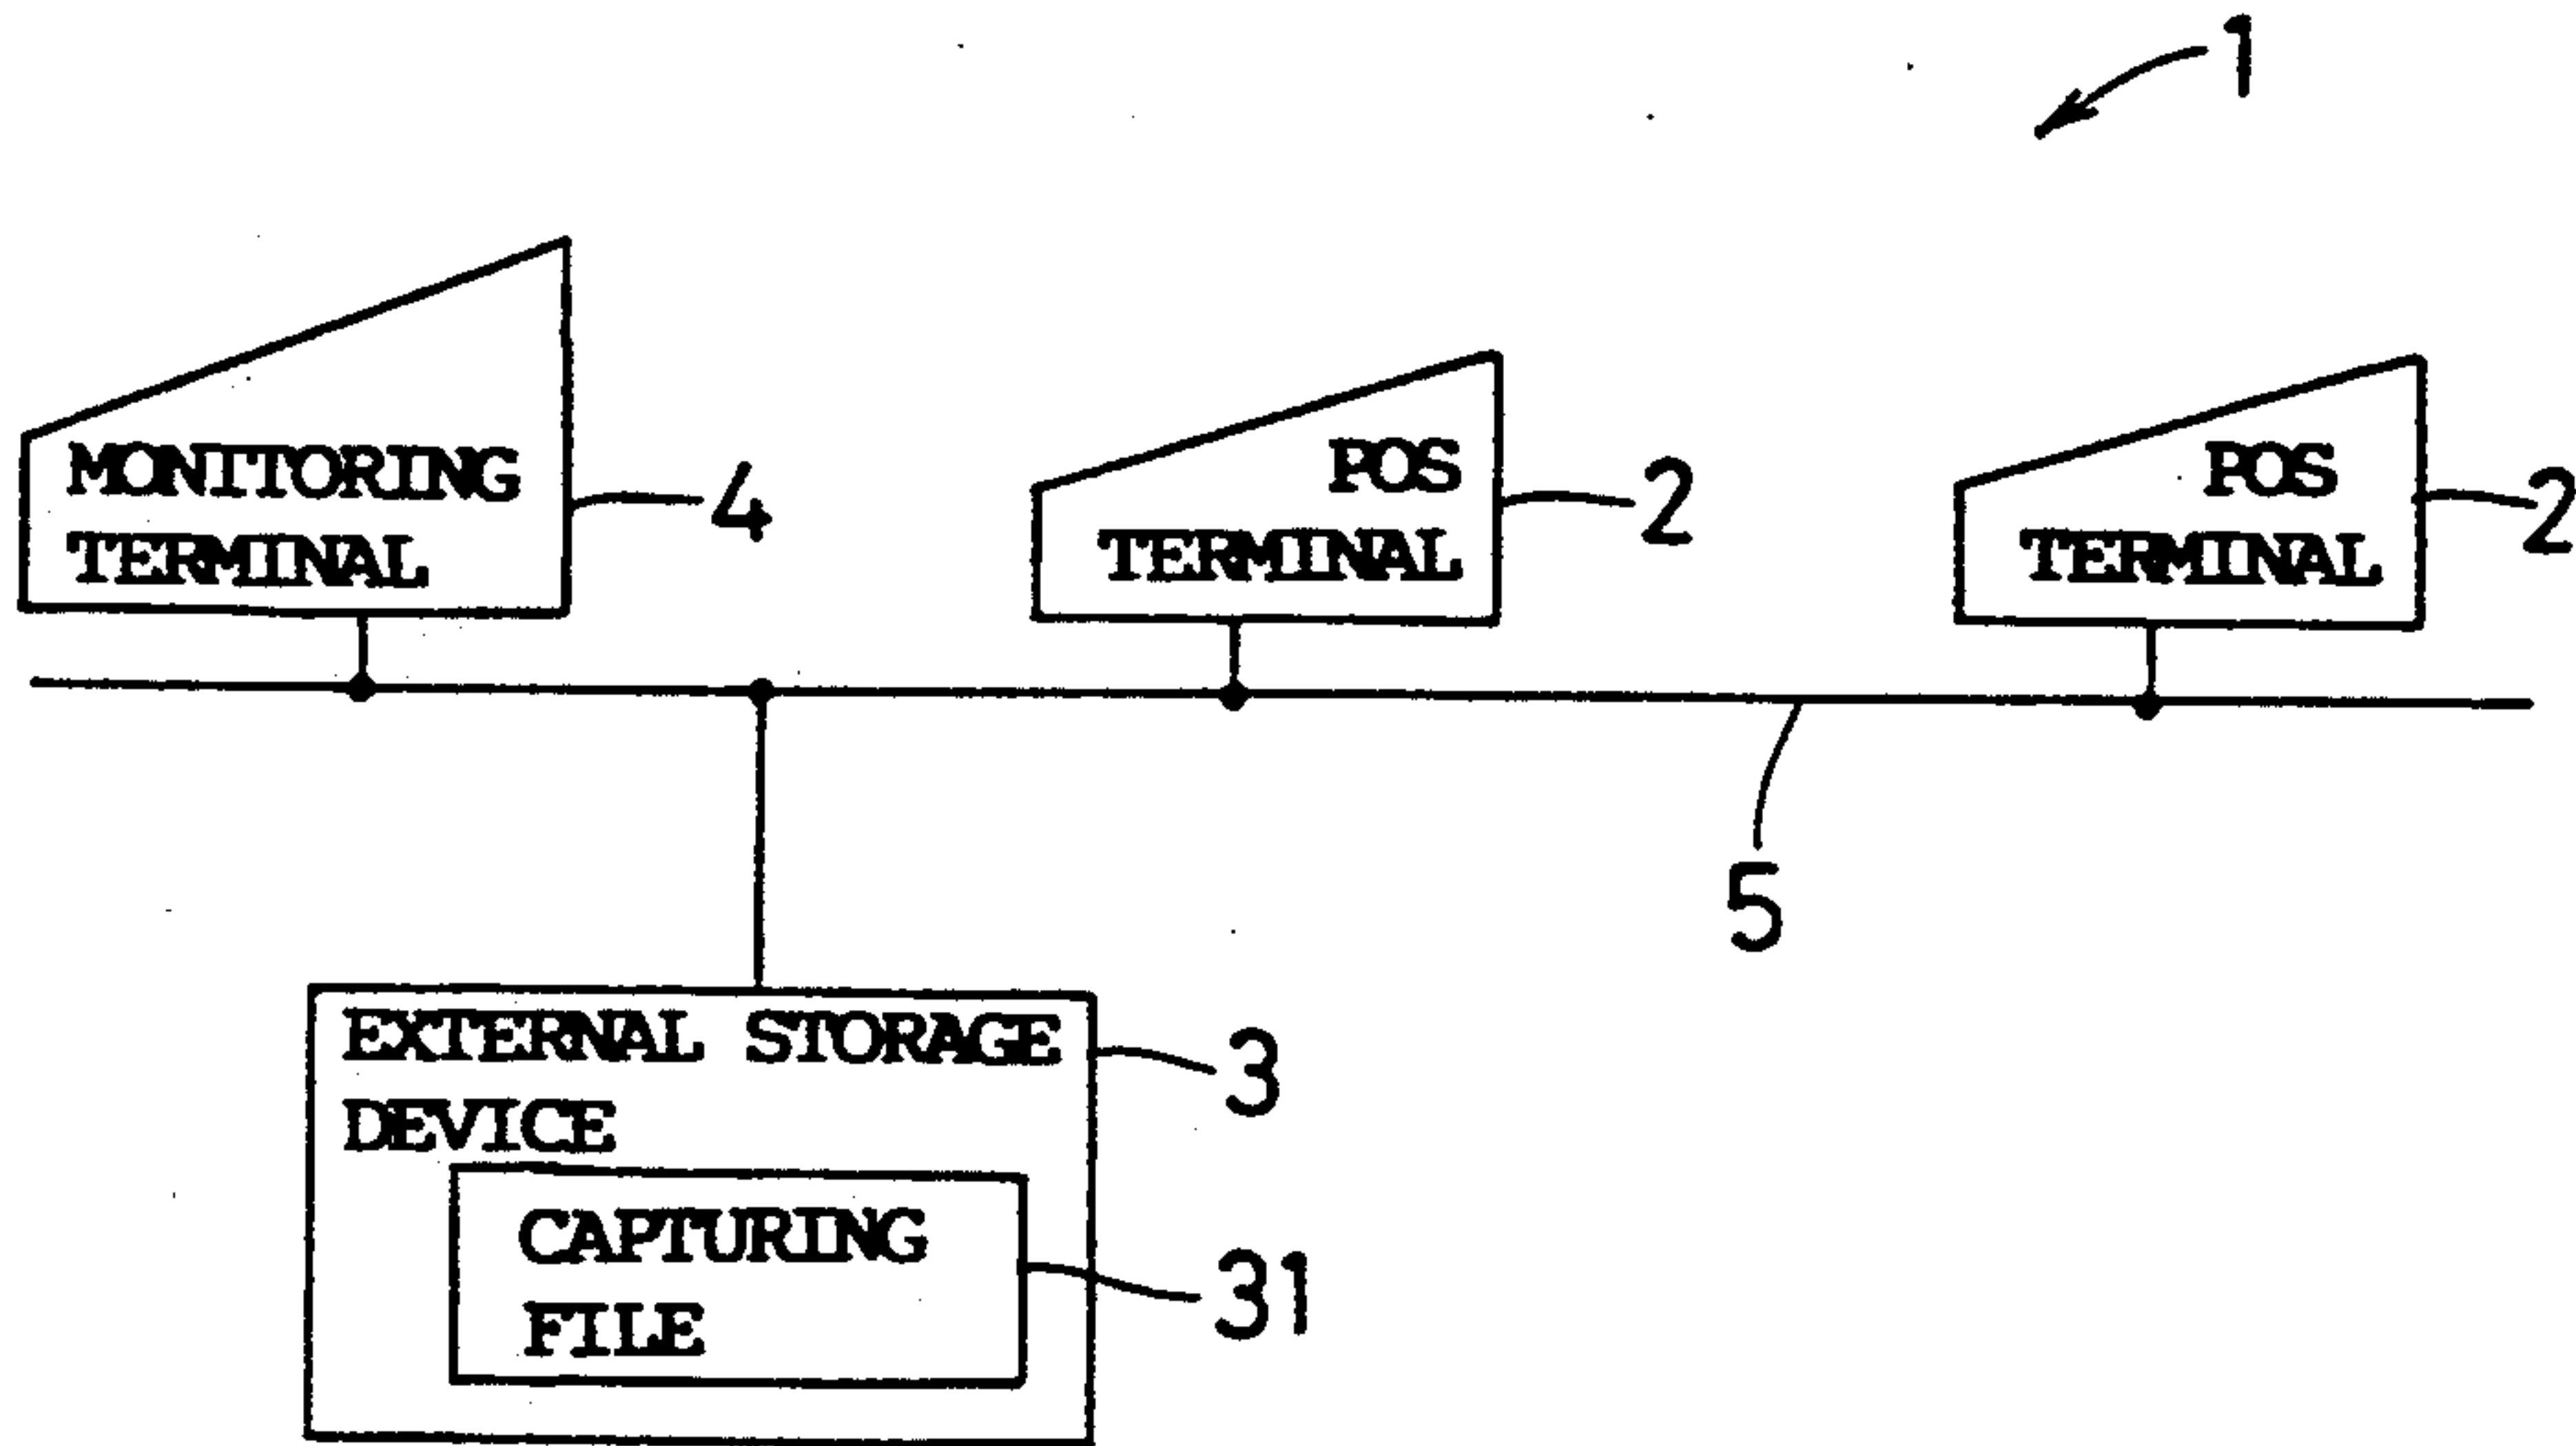 1
MONITORING
TERMINAL
4
POS
TERMINAL
2
POS
TERMINAL
2
5
EXTERNAL STORAGE
DEVICE
3
CAPTURING
FILE
31